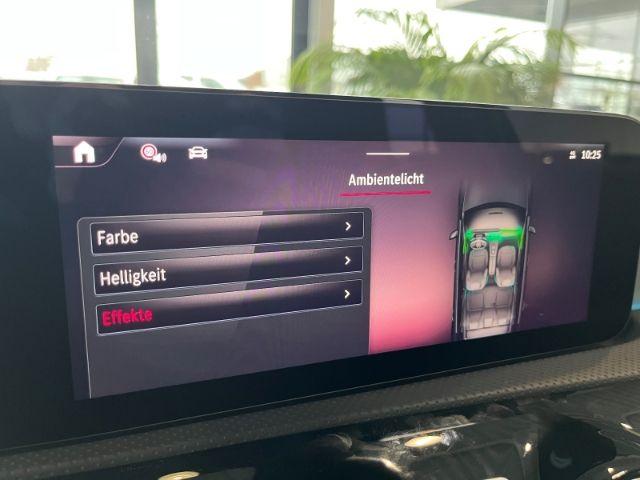 10:25
Ambientelicht
Farbe
Helligkeit
Effekte